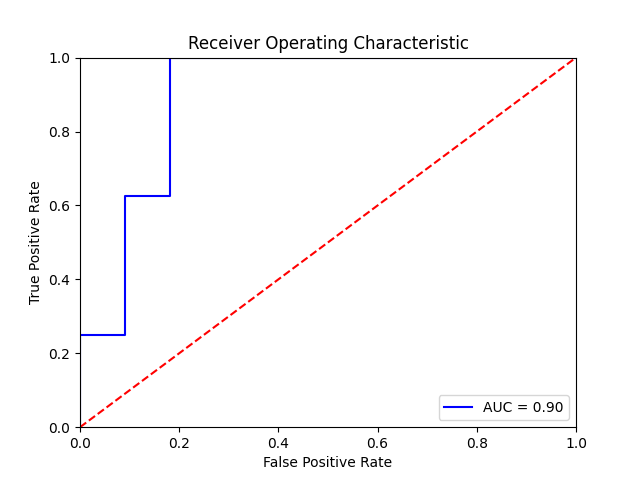 Receiver Operating Characteristic
True Positive Rate
1.0
0.8
0.6
0.4
0.2
0.0
AUC = 0.90
0.0 0.2 0.4 0.6 0.8 1.0
False Positive Rate